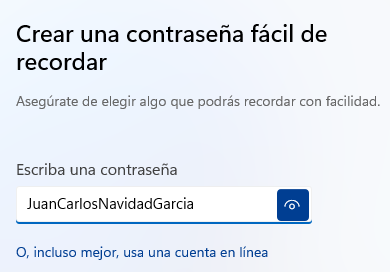 Crear una contraseña fácil de
recordar
Asegúrate de elegir algo que podrás recordar con facilidad.
Escriba una contraseña
JuanCarlosNavidadGarcia
O, incluso mejor, usa una cuenta en línea